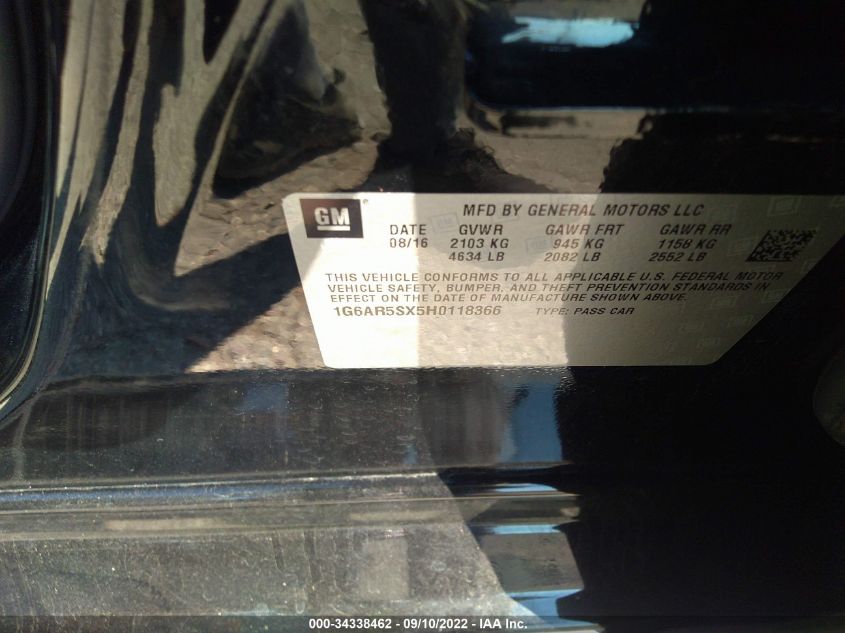 GM
MFD BY GENERAL MOTORS LLC
DATE GVWR GAWR FRT GAWR RR
08/16 2103 KG 945 KG 1158 KG
4634 LB 2082 LB 2552 LB
THIS VEHICLE CONFORMS TO ALL APPLICABLE U.S. FEDERAL MOTOR
VEHICLE SAFETY, BUMPER, AND THEFT PREVENTION STANDARDS IN
EFFECT ON THE DATE OF MANUFACTURE SHOWN ABOVE.
1G6AR5SX5H0118366 TYPE: PASS CAR
000-34338462 - 09/10/2022 - IAA Inc.